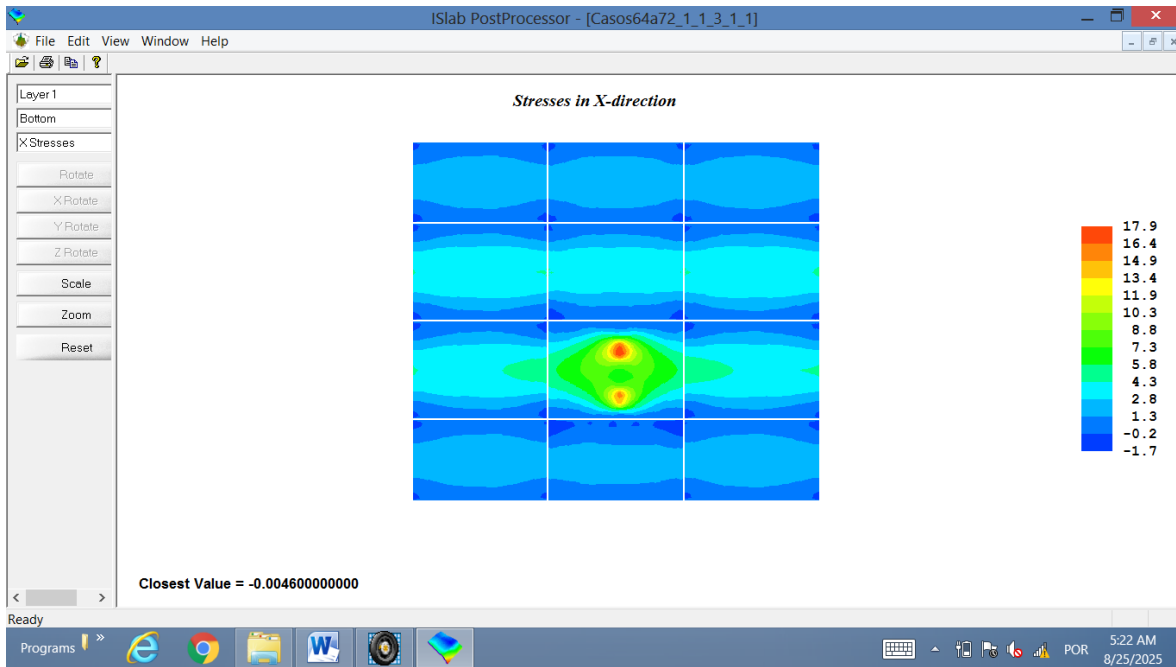 ISlab PostProcessor - [Casos64a72_1_1_3_1_1]
File Edit View Window Help
Layer 1
Bottom
X Stresses
Rotate
X Rotate
Y Rotate
Z Rotate
Scale
Zoom
Reset
Stresses in X-direction
17.9
16.4
14.9
13.4
11.9
10.3
8.8
7.3
5.8
4.3
2.8
1.3
-0.2
-1.7
Closest Value = -0.004600000000
Ready
Programs
POR
5:22 AM
8/25/2025